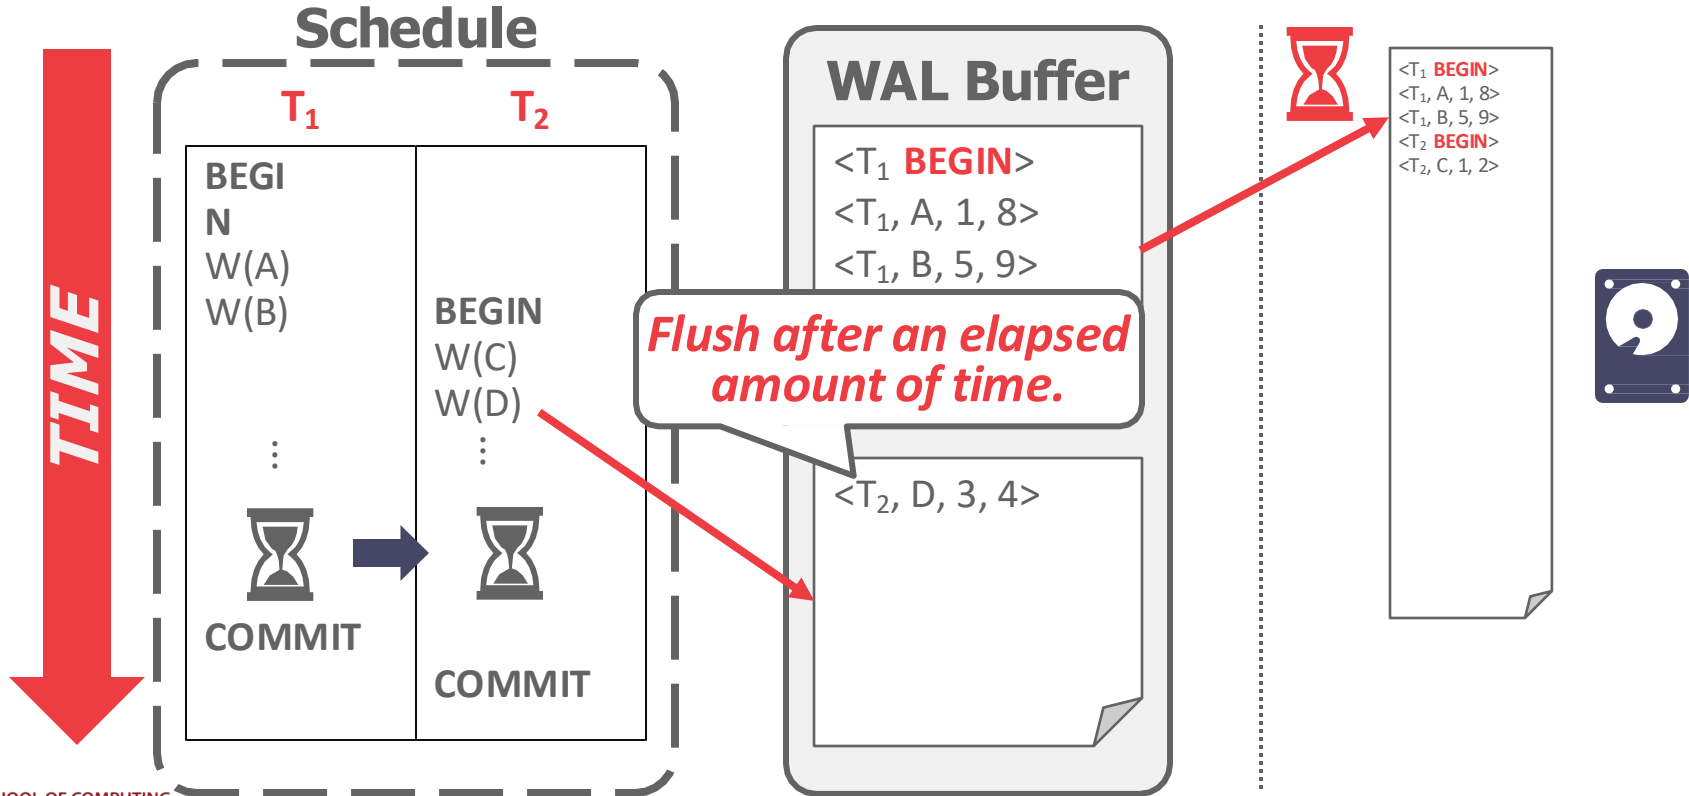 Schedule
TIME
T1
T2
BEGI
N
W(A)
W(B)
⋮
COMMIT
BEGIN
W(C)
W(D)
⋮
COMMIT
WAL Buffer
<T1 BEGIN>
<T1, A, 1, 8>
<T1, B, 5, 9>
Flush after an elapsed
amount of time.
<T2, D, 3, 4>
<T1 BEGIN>
<T1, A, 1, 8>
<T1, B, 5, 9>
<T2 BEGIN>
<T2, C, 1, 2>
OF COMPUTING